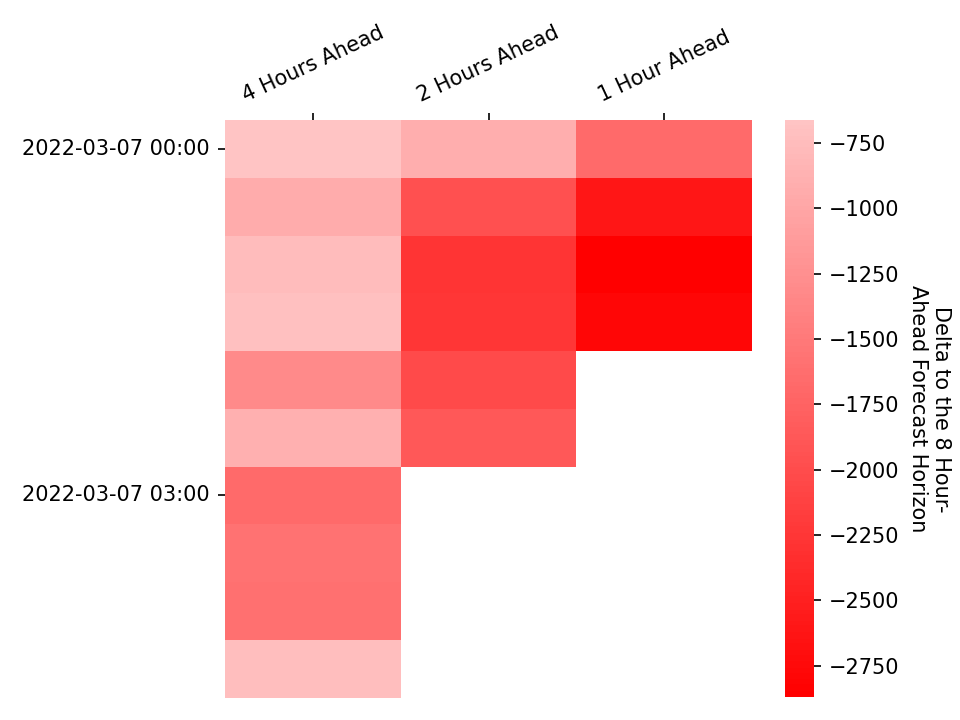 4 Hours Ahead
2 Hours Ahead
1 Hour Ahead
2022-03-07 00:00
2022-03-07 03:00
−750
−1000
−1250
−1500
−1750
−2000
−2250
−2500
−2750
Delta to the 8 Hour-
Ahead Forecast Horizon